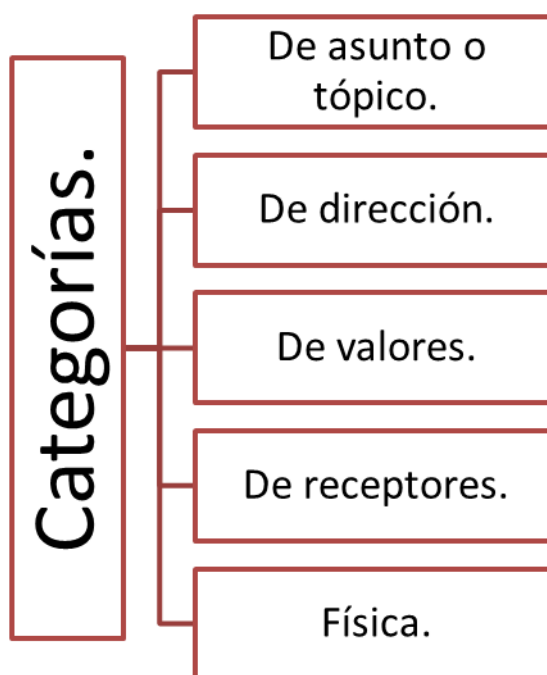 Categorías.
De asunto o
tópico.
De dirección.
De valores.
De receptores.
Física.